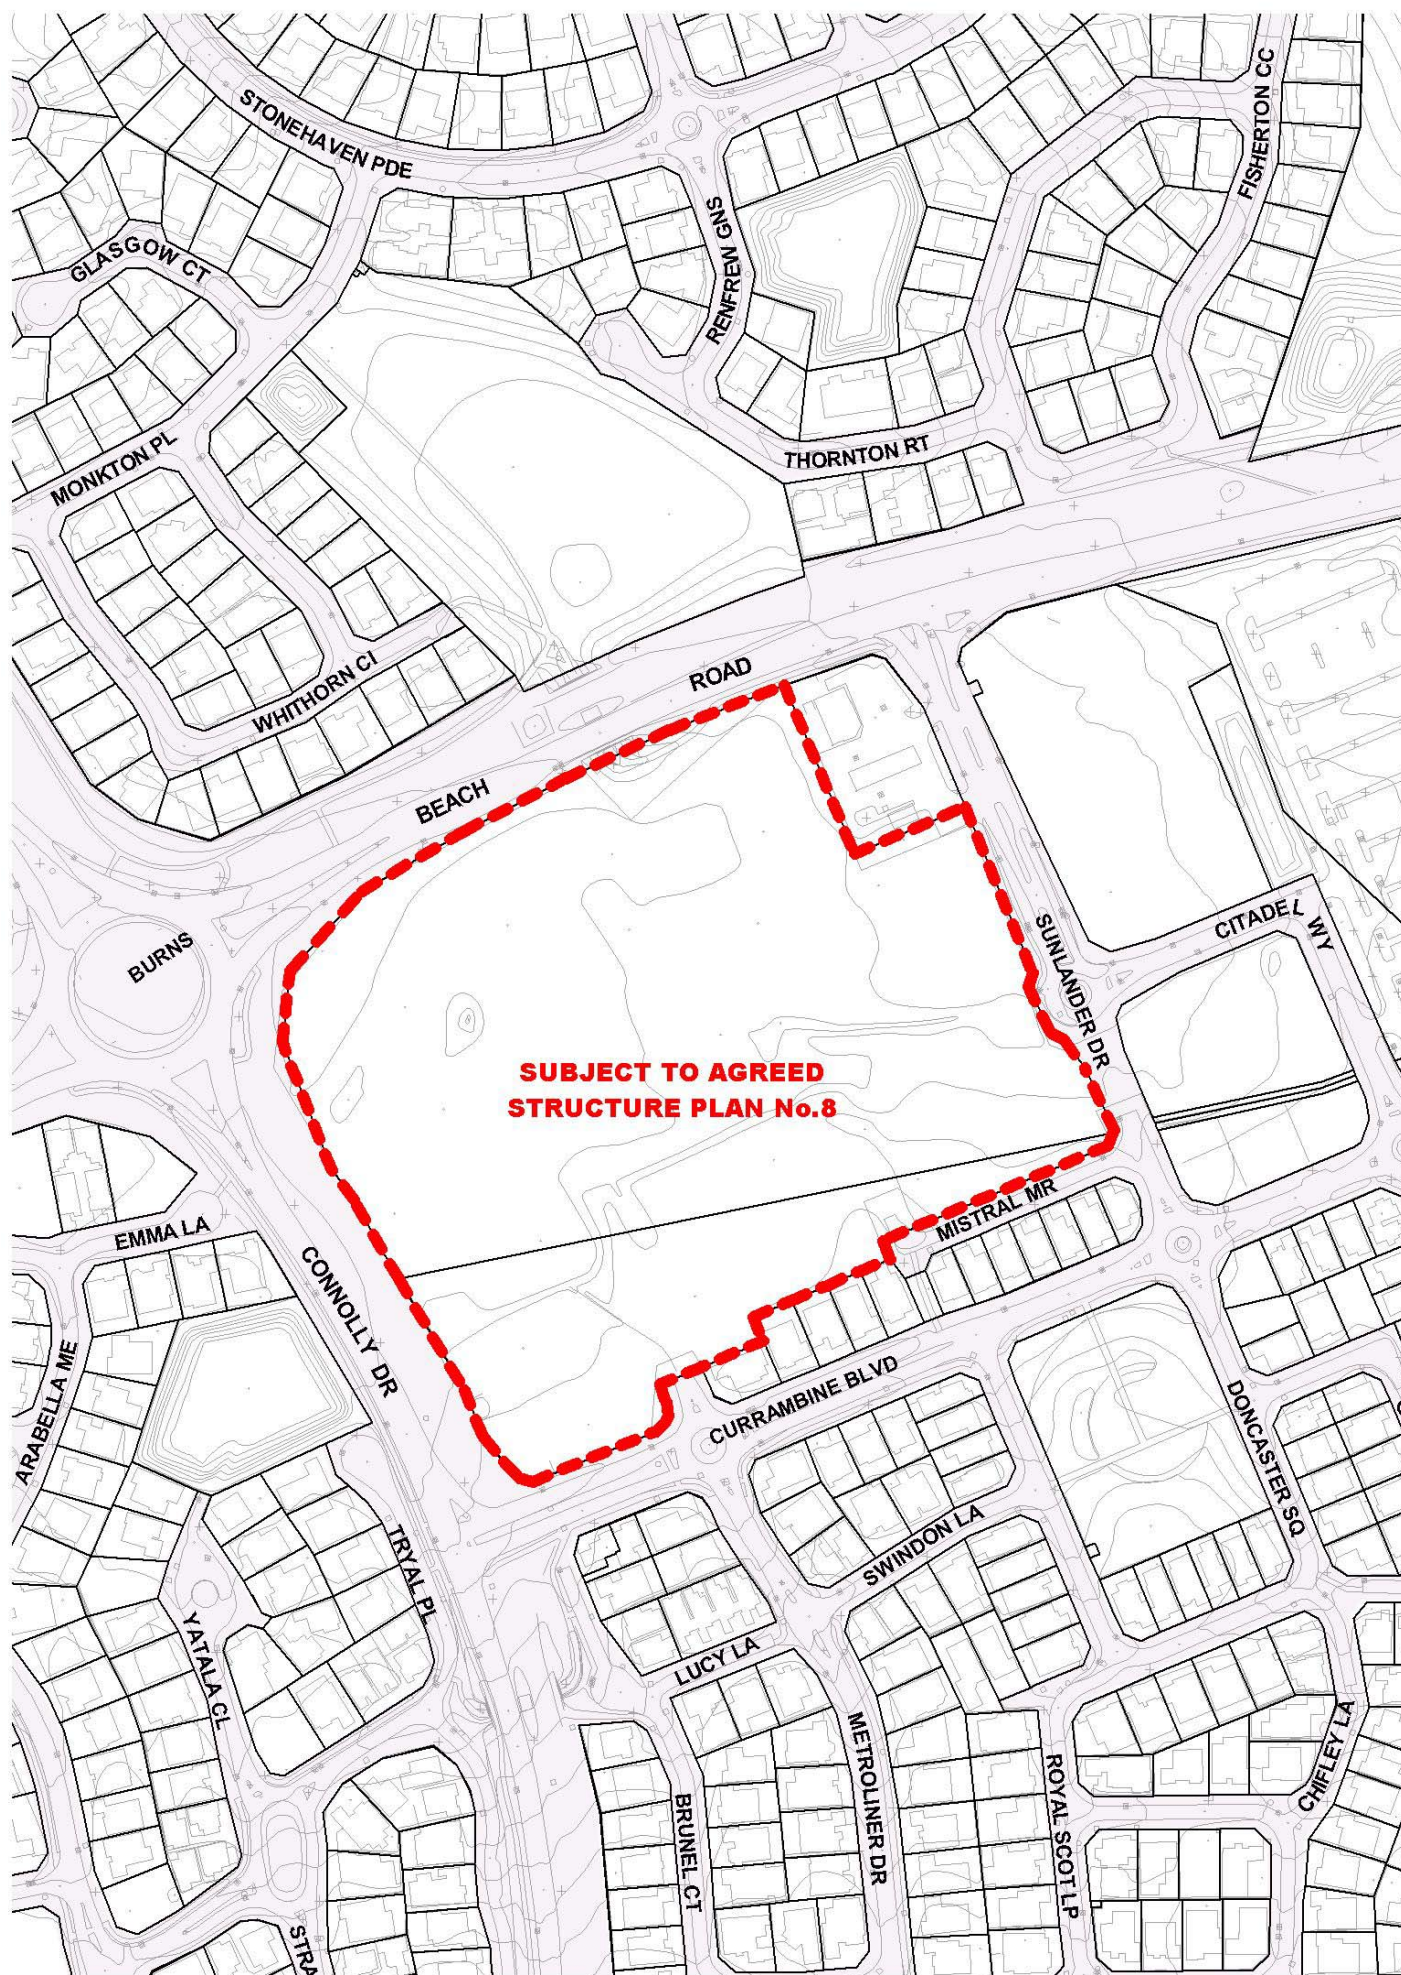 FISHERTON CC
STONEHAVEN PDE
RENFREW GNS
GLASGOW CT
THORNTON RT
MONKTON PL
WHITHORN CI
ROAD
BEACH
BURNS
CITADEL WY
SUNLANDER DR
SUBJECT TO AGREED
STRUCTURE PLAN No.8
MISTRAL MR
EMMA LA
CONNOLLY DR
ARABELLA ME
CURRAMBINE BLVD
DONCASTER SQ
SWINDON LA
TRYAL PL
YATALA CL
LUCY LA
METROLINER DR
CHIFLEY LA
ROYAL SCOT LP
BRUNEL CT
STRA